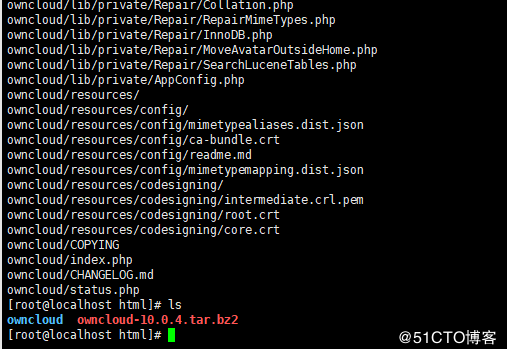 owncloud/lib/private/Repair/Collation.php
owncloud/lib/private/Repair/RepairMimeTypes.php
owncloud/lib/private/Repair/InnoDB.php
owncloud/lib/private/Repair/MoveAvatarOutsideHome.php
owncloud/lib/private/Repair/SearchLuceneTables.php
owncloud/lib/private/AppConfig.php
owncloud/resources/
owncloud/resources/config/
owncloud/resources/config/mimetypealiases.dist.json
owncloud/resources/config/ca-bundle.crt
owncloud/resources/config/readme.md
owncloud/resources/config/mimetypemapping.dist.json
owncloud/resources/codesigning/
owncloud/resources/codesigning/intermediate.crl.pem
owncloud/resources/codesigning/root.crt
owncloud/resources/codesigning/core.crt
owncloud/COPYING
owncloud/index.php
owncloud/CHANGELOG.md
owncloud/status.php
[root@localhost html]# ls
owncloud  owncloud-10.0.4.tar.bz2
[root@localhost html]#
@51CTO博客